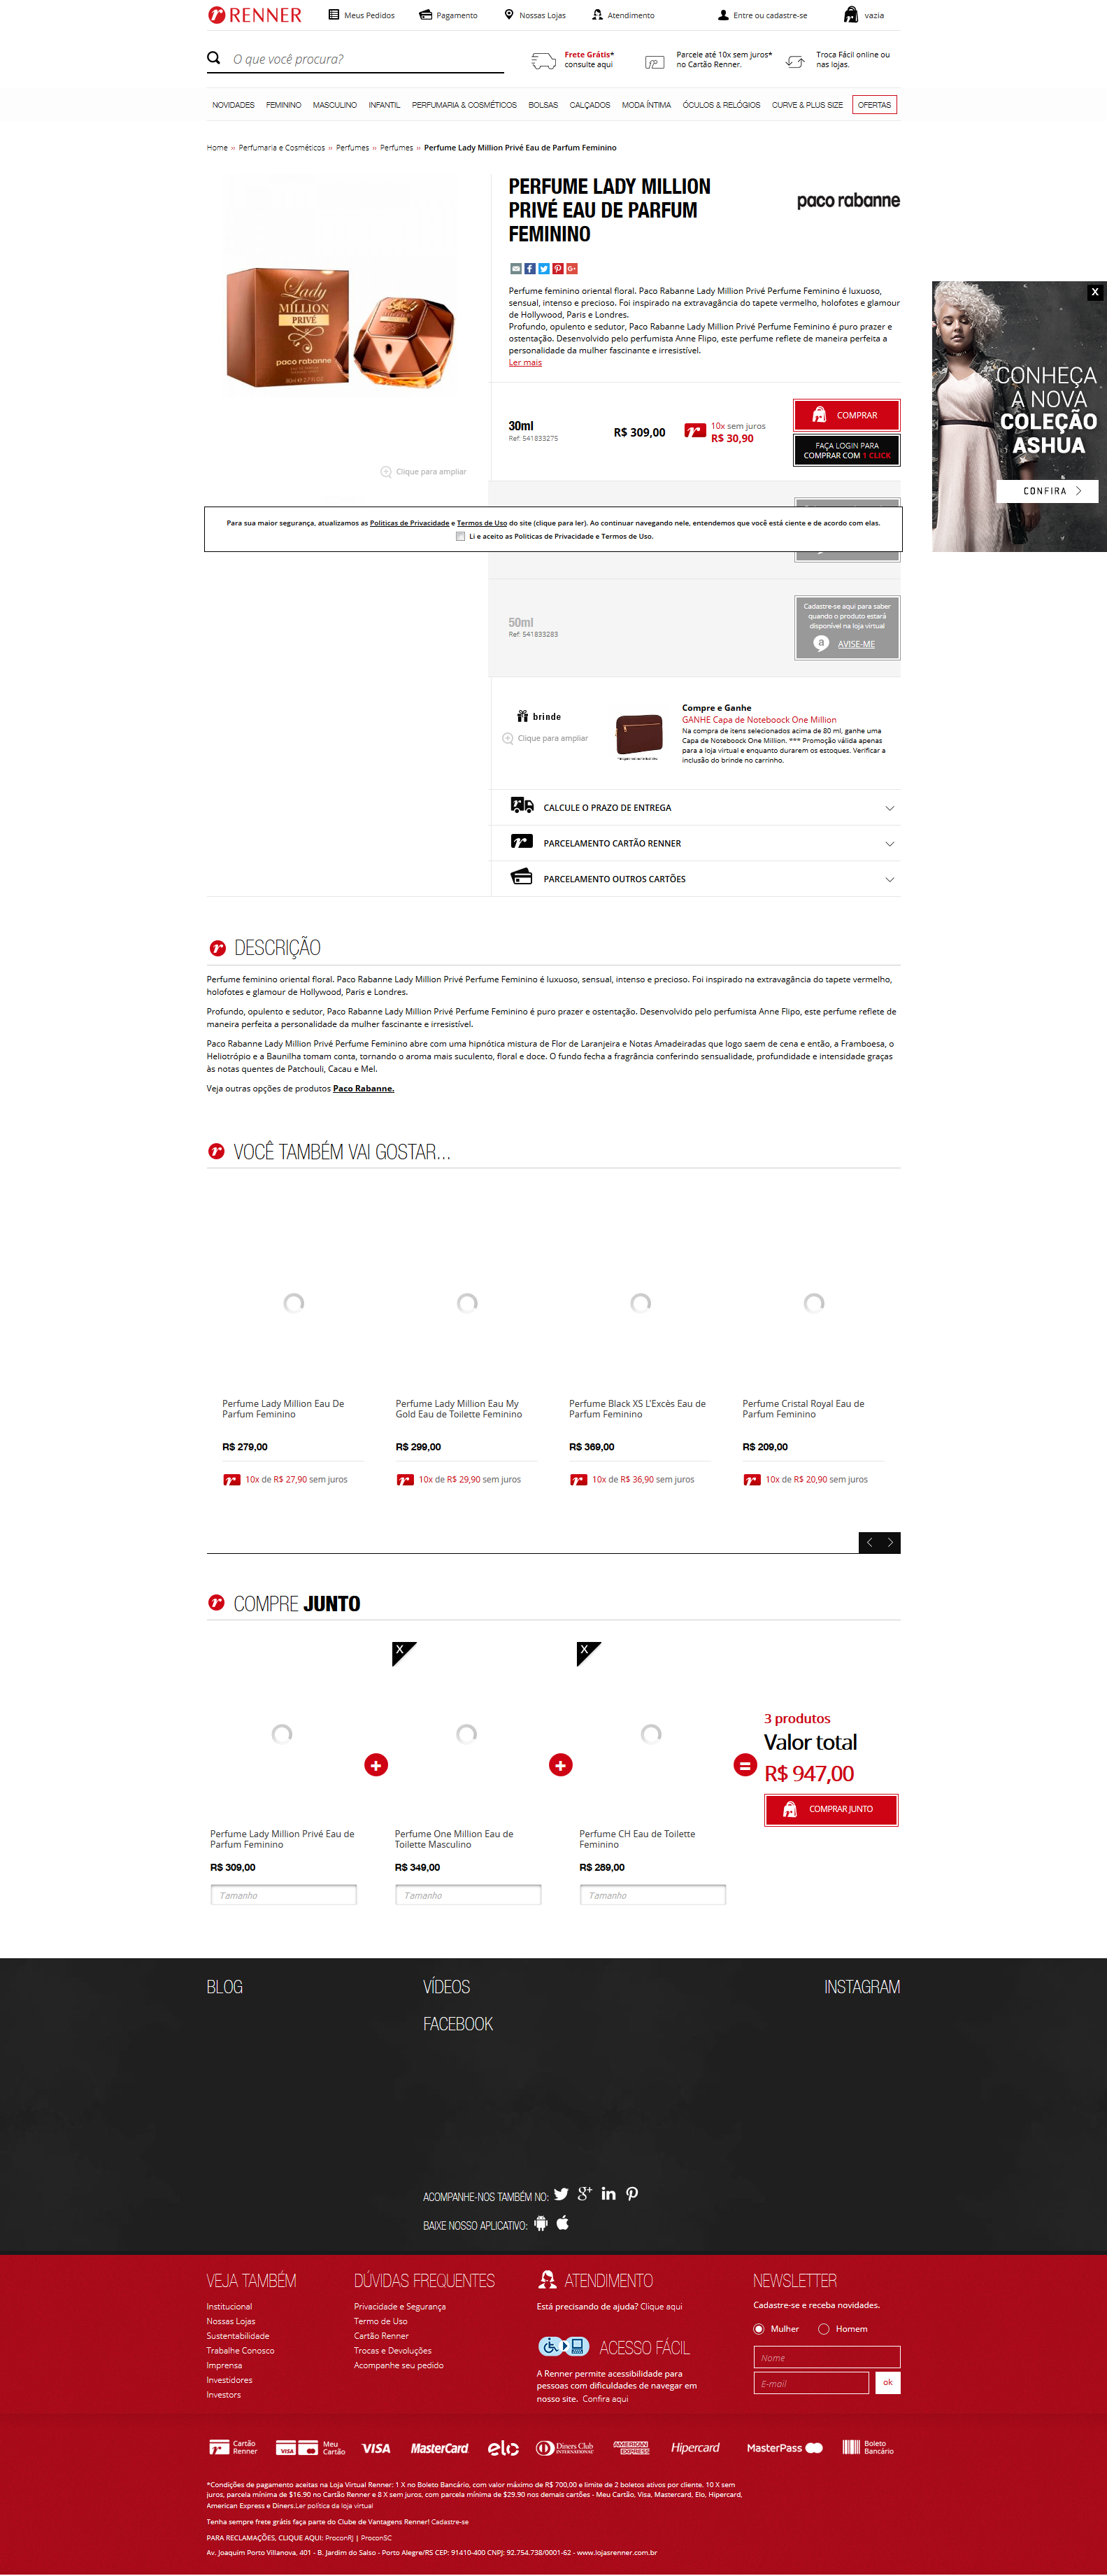 RENNER
Meus Pedidos
Pagamento
Nossas Lojas
Atendimento
Entre ou cadastre-se
vazia
O que você procura?
Frete Grátis*
consulte aqui
Parcele até 10x sem juros*
no Cartão Renner.
Troca Fácil online ou
nas lojas.
NOVIDADES FEMININO MASCULINO INFANTIL PERFUMARIA & COSMÉTICOS BOLSAS CALÇADOS MODA ÍNTIMA ÓCULOS & RELÓGIOS CURVE & PLUS SIZE OFERTAS
Home » Perfumaria e Cosméticos » Perfumes » Perfumes » Perfume Lady Million Privé Eau de Parfum Feminino
Lady
MILLION
PRIVÉ
paco rabanne
PERFUME LADY MILLION
PRIVÉ EAU DE PARFUM
FEMININO
paco rabanne
Perfume feminino oriental floral. Paco Rabanne Lady Million Privé Perfume Feminino é luxuoso,
sensual, intenso e precioso. Foi inspirado na extravagância do tapete vermelho, holofotes e glamour
de Hollywood, Paris e Londres.
Profundo, opulento e sedutor, Paco Rabanne Lady Million Privé Perfume Feminino é puro prazer e
ostentação. Desenvolvido pelo perfumista Anne Flipo, este perfume reflete de maneira perfeita a
personalidade da mulher fascinante e irresistível.
Ler mais
X
CONHEÇA
A NOVA
COLEÇÃO
ASHUA
CONFIRA
30ml
Ref: 541833275
R$ 309,00
10x sem juros
R$ 30,90
COMPRAR
FAÇA LOGIN PARA
COMPRAR COM 1 CLICK
Clique para ampliar
Para sua maior segurança, atualizamos as Politicas de Privacidade e Termos de Uso do site (clique para ler). Ao continuar navegando nele, entendemos que você está ciente e de acordo com elas.
Li e aceito as Politicas de Privacidade e Termos de Uso.
50ml
Ref: 541833283
Cadastre-se aqui para saber
quando o produto estará
disponível na loja virtual
AVISE-ME
brinde
Clique para ampliar
Compre e Ganhe
GANHE Capa de Noteboock One Million
Na compra de itens selecionados acima de 80 ml, ganhe uma
Capa de Noteboock One Million. *** Promoção válida apenas
para a loja virtual e enquanto durarem os estoques. Verificar a
inclusão do brinde no carrinho.
CALCULE O PRAZO DE ENTREGA
PARCELAMENTO CARTÃO RENNER
PARCELAMENTO OUTROS CARTÕES
DESCRIÇÃO
Perfume feminino oriental floral. Paco Rabanne Lady Million Privé Perfume Feminino é luxuoso, sensual, intenso e precioso. Foi inspirado na extravagância do tapete vermelho,
holofotes e glamour de Hollywood, Paris e Londres.
Profundo, opulento e sedutor, Paco Rabanne Lady Million Privé Perfume Feminino é puro prazer e ostentação. Desenvolvido pelo perfumista Anne Flipo, este perfume reflete de
maneira perfeita a personalidade da mulher fascinante e irresistível.
Paco Rabanne Lady Million Privé Perfume Feminino abre com uma hipnótica mistura de Flor de Laranjeira e Notas Amadeiradas que logo saem de cena e então, a Framboesa, o
Heliotrópio e a Baunilha tomam conta, tornando o aroma mais suculento, floral e doce. O fundo fecha a fragrância conferindo sensualidade, profundidade e intensidade graças
às notas quentes de Patchouli, Cacau e Mel.
Veja outras opções de produtos Paco Rabanne.
VOCÊ TAMBÉM VAI GOSTAR...
Perfume Lady Million Eau De
Parfum Feminino
R$ 279,00
10x de R$ 27,90 sem juros
Perfume Lady Million Eau My
Gold Eau de Toilette Feminino
R$ 299,00
10x de R$ 29,90 sem juros
Perfume Black XS L'Excès Eau de
Parfum Feminino
R$ 369,00
10x de R$ 36,90 sem juros
Perfume Cristal Royal Eau de
Parfum Feminino
R$ 209,00
10x de R$ 20,90 sem juros
COMPRE JUNTO
X
X
Perfume Lady Million Privé Eau de
Parfum Feminino
R$ 309,00
Tamanho
Perfume One Million Eau de
Toilette Masculino
R$ 349,00
Tamanho
Perfume CH Eau de Toilette
Feminino
R$ 289,00
Tamanho
3 produtos
Valor total
R$ 947,00
COMPRAR JUNTO
BLOG
VÍDEOS
INSTAGRAM
FACEBOOK
ACOMPANHE-NOS TAMBÉM NO:
BAIXE NOSSO APLICATIVO:
VEJA TAMBÉM
Institucional
Nossas Lojas
Sustentabilidade
Trabalhe Conosco
Imprensa
Investidores
Investors
DÚVIDAS FREQUENTES
Privacidade e Segurança
Termo de Uso
Cartão Renner
Trocas e Devoluções
Acompanhe seu pedido
ATENDIMENTO
Está precisando de ajuda? Clique aqui
ACESSO FÁCIL
A Renner permite acessibilidade para
pessoas com dificuldades de navegar em
nosso site. Confira aqui
NEWSLETTER
Cadastre-se e receba novidades.
Mulher
Homem
Nome
E-mail
ok
Cartão
Renner
Meu
Cartão
VISA
MasterCard
elo
Diners Club
INTERNATIONAL
AMERICAN
EXPRESS
Hipercard
MasterPass
Boleto
Bancário
*Condições de pagamento aceitas na Loja Virtual Renner: 1 X no Boleto Bancário, com valor máximo de R$ 700,00 e limite de 2 boletos ativos por cliente. 10 X sem
juros, parcela mínima de $16.90 no Cartão Renner e 8 X sem juros, com parcela mínima de $29.90 nos demais cartões - Meu Cartão, Visa, Mastercard, Elo, Hipercard,
American Express e Diners.Ler política da loja virtual
Tenha sempre frete grátis faça parte do Clube de Vantagens Renner! Cadastre-se
PARA RECLAMAÇÕES, CLIQUE AQUI: ProconRJ | ProconSC
Av. Joaquim Porto Villanova, 401 - B. Jardim do Salso - Porto Alegre/RS CEP: 91410-400 CNPJ: 92.754.738/0001-62 - www.lojasrenner.com.br